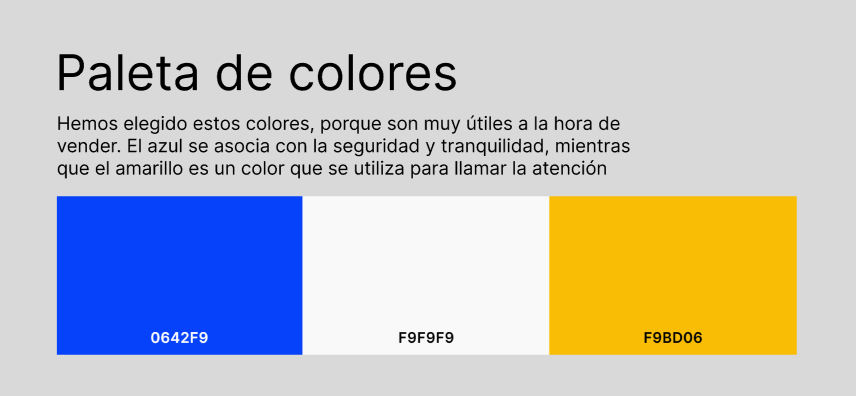 Paleta de colores
Hemos elegido estos colores, porque son muy útiles a la hora de
vender. El azul se asocia con la seguridad y tranquilidad, mientras
que el amarillo es un color que se utiliza para llamar la atención
0642F9
F9F9F9
F9BD06